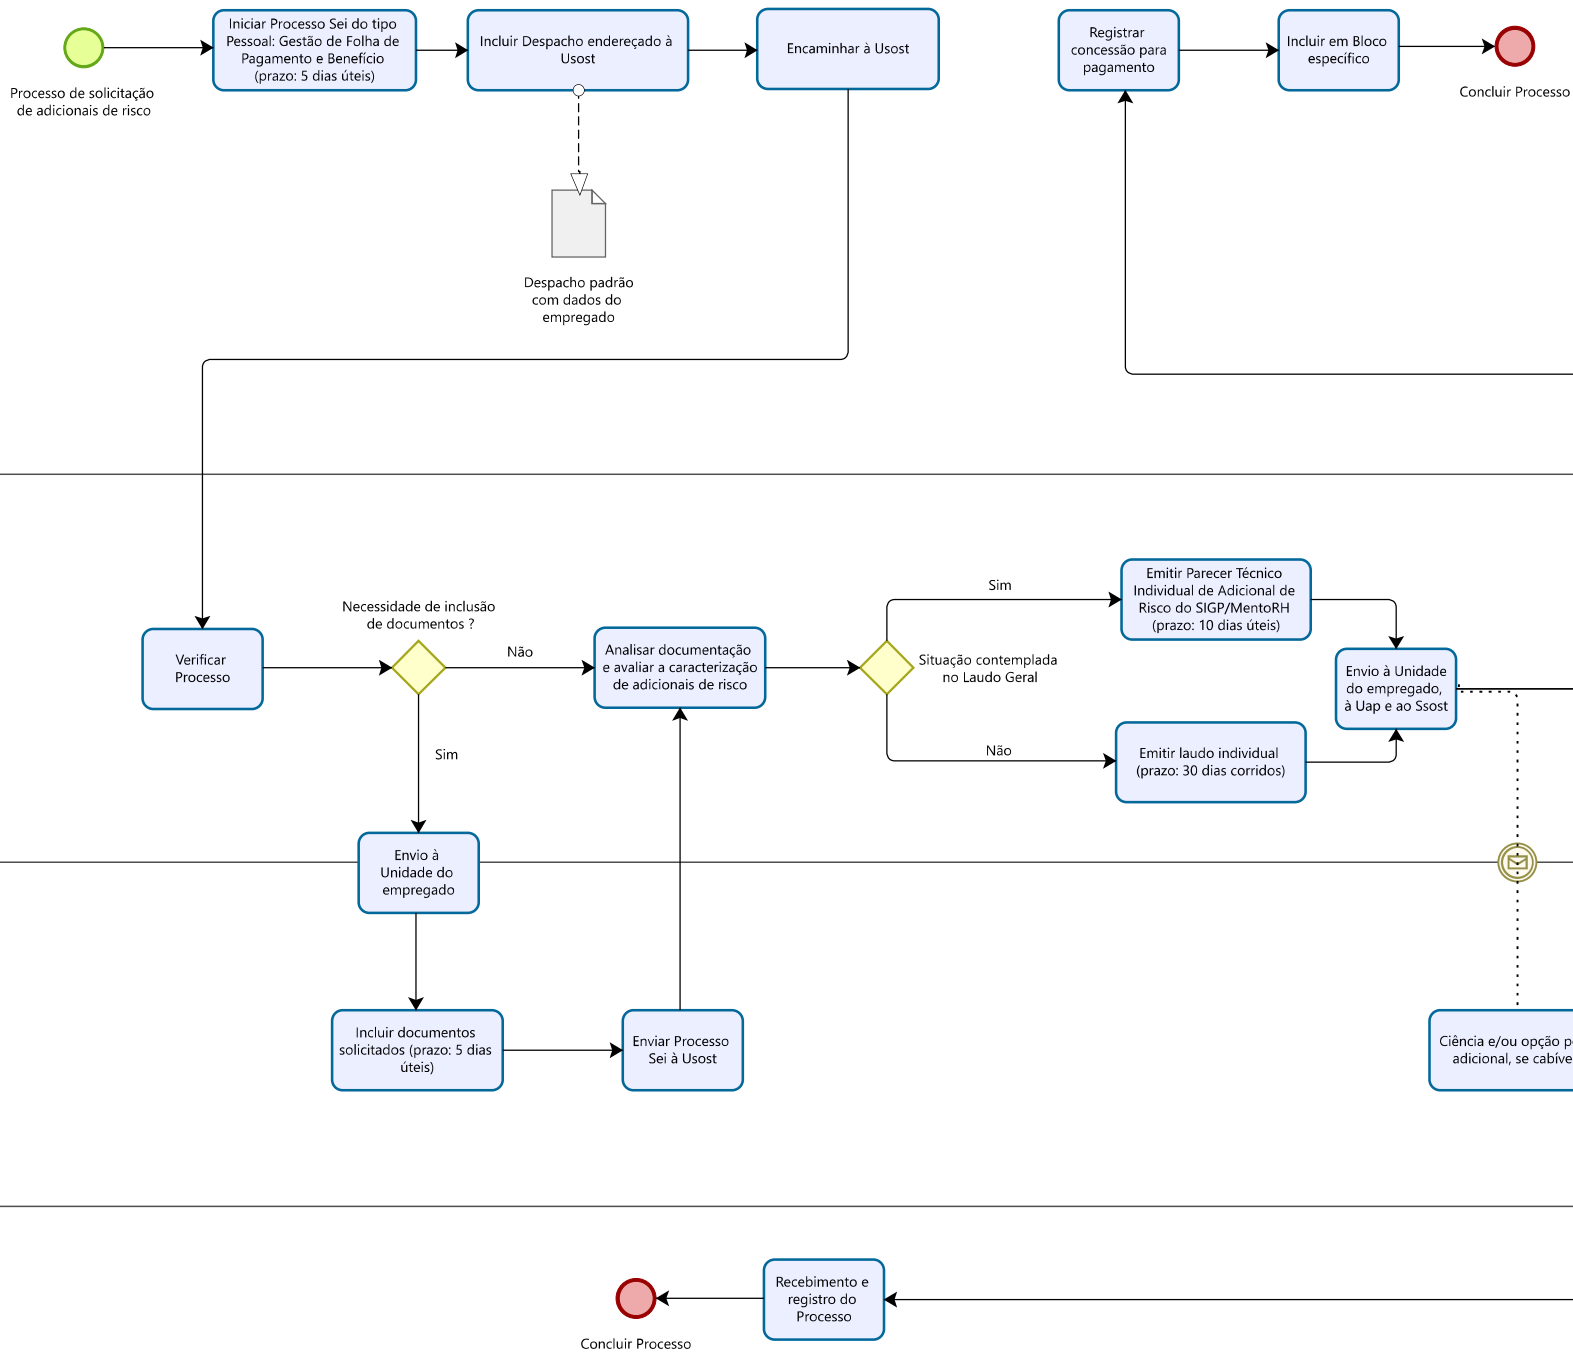 Iniciar Processo Sei do tipo
Pessoal: Gestão de Folha de
Pagamento e Benefício
(prazo: 5 dias úteis)
Incluir Despacho endereçado à
Usost
Encaminhar à Usost
Registrar
concessão para
pagamento
Incluir em Bloco
específico
Processo de solicitação
de adicionais de risco
Concluir Processo
Despacho padrão
com dados do
empregado
Verificar
Processo
Necessidade de inclusão
de documentos ?
Não
Sim
Analisar documentação
e avaliar a caracterização
de adicionais de risco
Situação contemplada
no Laudo Geral
Sim
Não
Emitir Parecer Técnico
Individual de Adicional de
Risco do SIGP/MentoRH
(prazo: 10 dias úteis)
Emitir laudo individual
(prazo: 30 dias corridos)
Envio à Unidade
do empregado,
à Uap e ao Ssost
Envio à
Unidade do
empregado
Incluir documentos
solicitados (prazo: 5 dias
úteis)
Enviar Processo
Sei à Usost
Ciência e/ou opção
adicional, se
Recebimento e
registro do
Processo
Concluir Processo